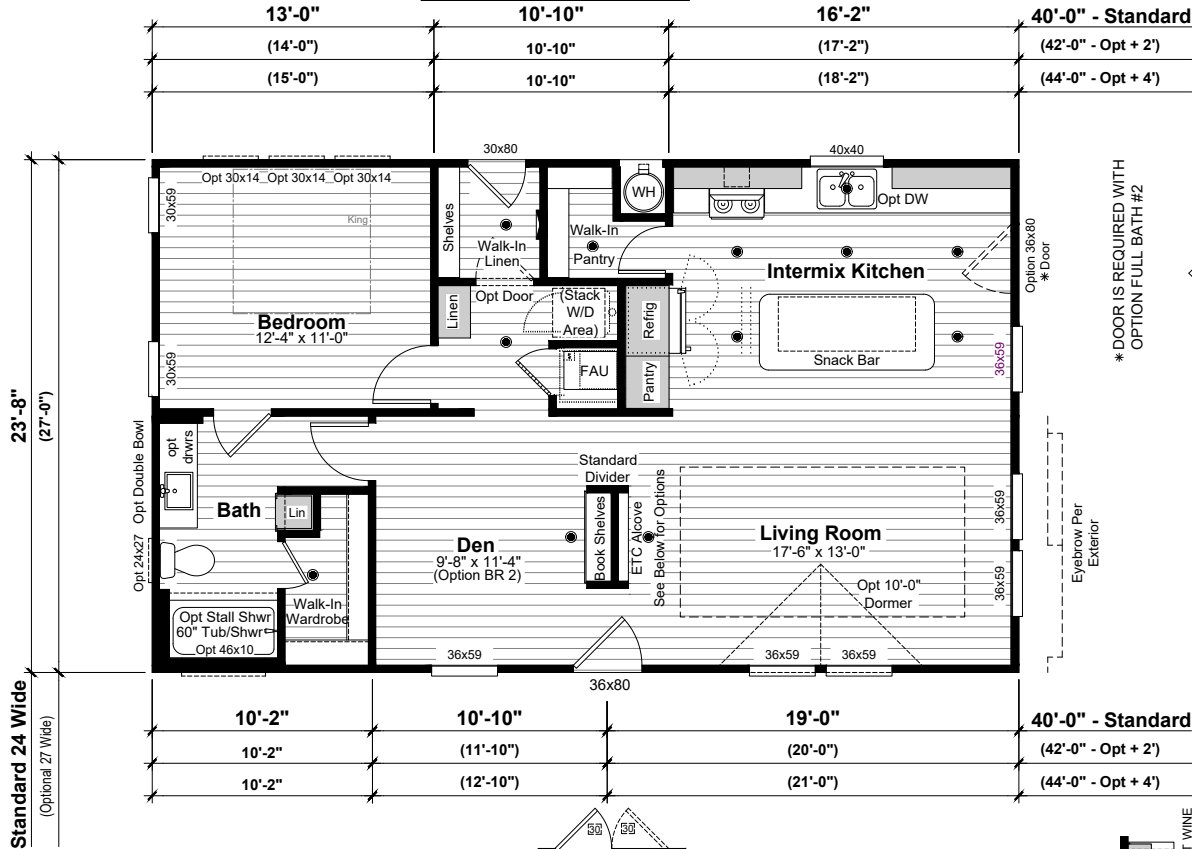 13'-0" 10'-10" 16'-2" 40'-0" - Standard
(14'-0") 10'-10" (17'-2") (42'-0" - Opt + 2')
(15'-0") 10'-10" (18'-2") (44'-0" - Opt + 4')
30x80
40x40
Opt 30x14 Opt 30x14 Opt 30x14
30x59
King
Shelves
Walk-In
Linen
Walk-In
Pantry
WH
Opt DW
Intermix Kitchen
Option 36x80
* Door
* DOOR IS REQUIRED WITH
OPTION FULL BATH #2
Linen
Opt Door
(Stack
W/D
Area)
Refrig
Bedroom
12'-4" x 11'-0"
30x59
FAU
Pantry
Snack Bar
36x59
23'-8"
(27'-0")
Opt Double Bowl
opt
drwrs
Bath
Lin
Opt 24x27
Walk-In
Wardrobe
Opt Stall Shwr
60" Tub/Shwr
Opt 46x10
Standard
Divider
Book Shelves
ETC Alcove
See Below for Options
Den
9'-8" x 11'-4"
(Option BR 2)
Living Room
17'-6" x 13'-0"
Opt 10'-0"
Dormer
36x59
36x59
Eyebrow Per
Exterior
36x59
36x80
36x59 36x59
10'-2" 10'-10" 19'-0" 40'-0" - Standard
10'-2" (11'-10") (20'-0") (42'-0" - Opt + 2')
10'-2" (12'-10") (21'-0") (44'-0" - Opt + 4')
Standard 24 Wide
(Optional 27 Wide)
30 30
T WINE